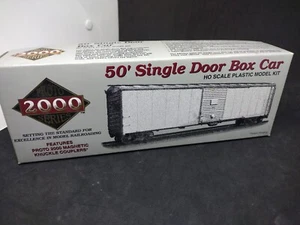 50' Single Door Box Car
HO SCALE PLASTIC MODEL KIT
2000
SETTING THE STANDARD FOR
EXCELLENCE IN MODEL RAILROADING
FEATURES
PROTO 2000 MAGNETIC
KNUCKLE COUPLERS